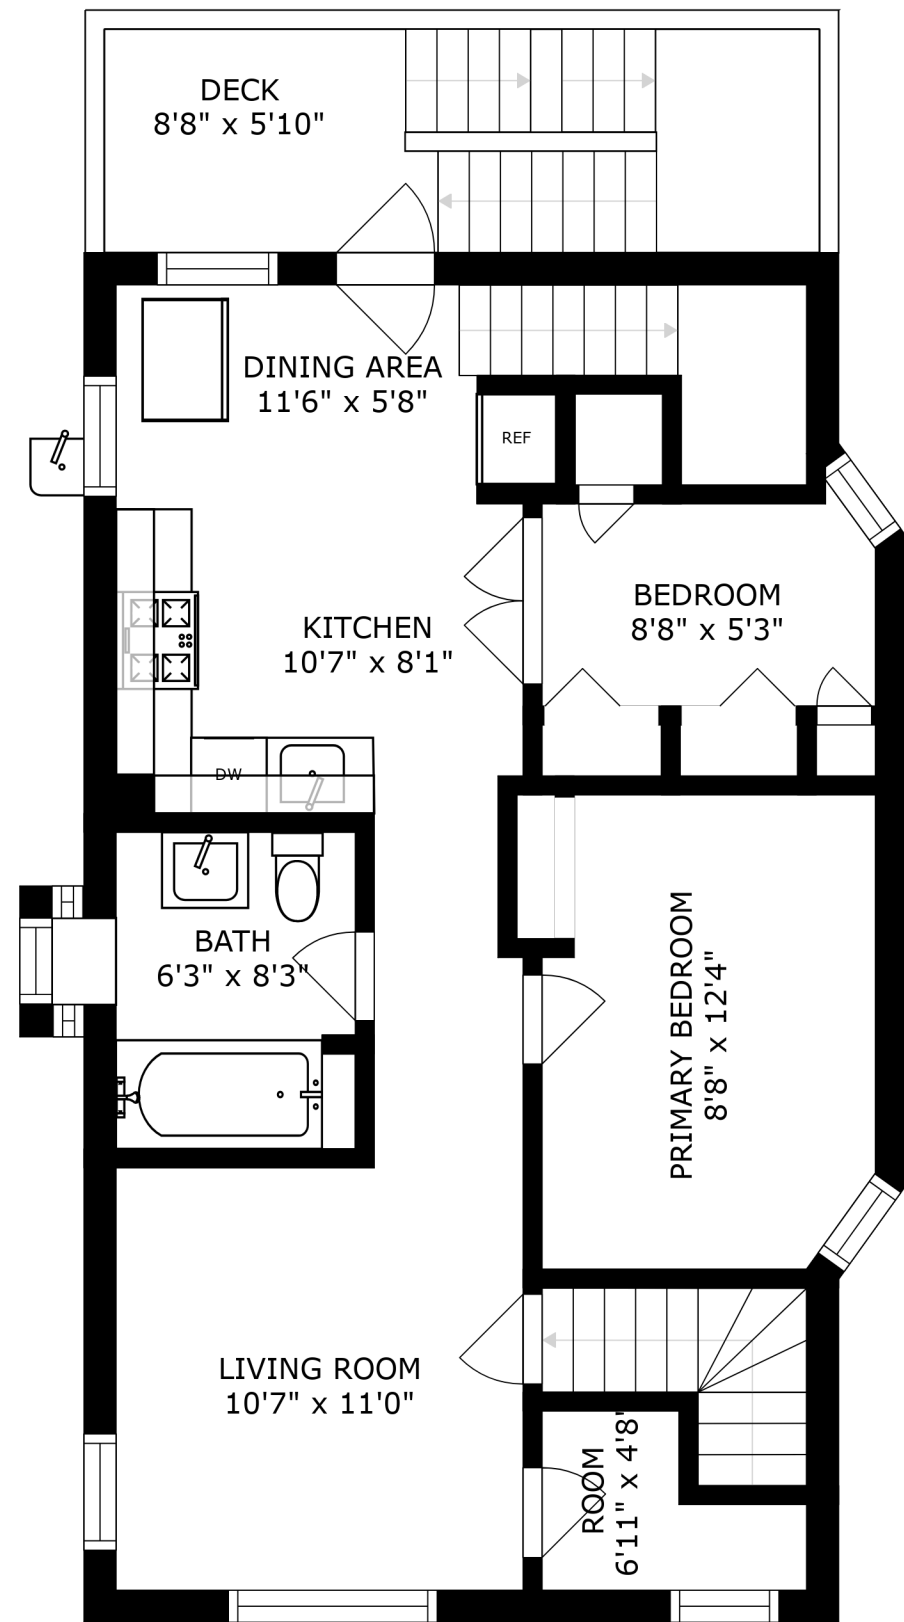 DECK
8'8" x 5'10"
DINING AREA
11'6" x 5'8"
REF
BEDROOM
8'8" x 5'3"
KITCHEN
10'7" x 8'1"
DW
BATH
6'3" x 8'3"
PRIMARY BEDROOM
8'8" x 12'4"
LIVING ROOM
10'7" x 11'0"
ROOM
6'11" x 4'8"